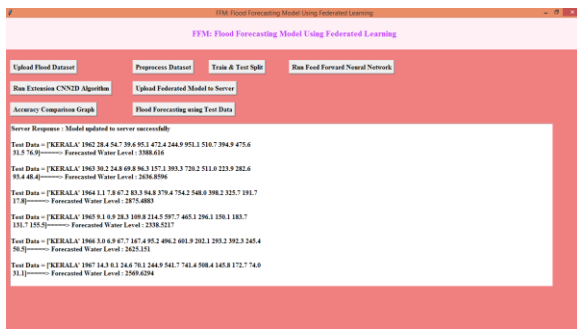 FFM: Flood Forecasting Model Using Federated Learning
FFM: Flood Forecasting Model Using Federated Learning
Upload Flood Dataset
Preprocess Dataset
Train & Test Split
Run Feed Forward Neural Network
Run Extension CNN2D Algorithm
Upload Federated Model to Server
Accuracy Comparison Graph
Flood Forecasting using Test Data
Server Response : Model updated to server successfully
Test Data = ['KERALA' 1962 28.4 54.7 39.6 95.1 472.4 244.9 951.1 510.7 394.9 475.6
31.5 76.9]=====> Forecasted Water Level : 3388.616
Test Data = ['KERALA' 1963 30.2 24.8 69.8 96.3 157.1 393.3 720.2 511.0 223.9 282.6
93.4 48.4]=====> Forecasted Water Level : 2636.8596
Test Data = ['KERALA' 1964 1.1 7.8 67.2 83.3 94.8 379.4 754.2 548.0 398.2 325.7 191.7
17.8]=====> Forecasted Water Level : 2875.4883
Test Data = ['KERALA' 1965 9.1 0.9 28.3 109.8 214.5 597.7 465.1 296.1 150.1 183.7
131.7 155.5]=====> Forecasted Water Level : 2338.5217
Test Data = ['KERALA' 1966 3.0 6.9 67.7 167.4 95.2 496.2 601.9 202.1 293.2 392.3 245.4
50.5]=====> Forecasted Water Level : 2625.151
Test Data = ['KERALA' 1967 14.3 0.1 24.6 70.1 244.9 541.7 741.4 508.4 145.8 172.7 74.0
31.1]=====> Forecasted Water Level : 2569.6294